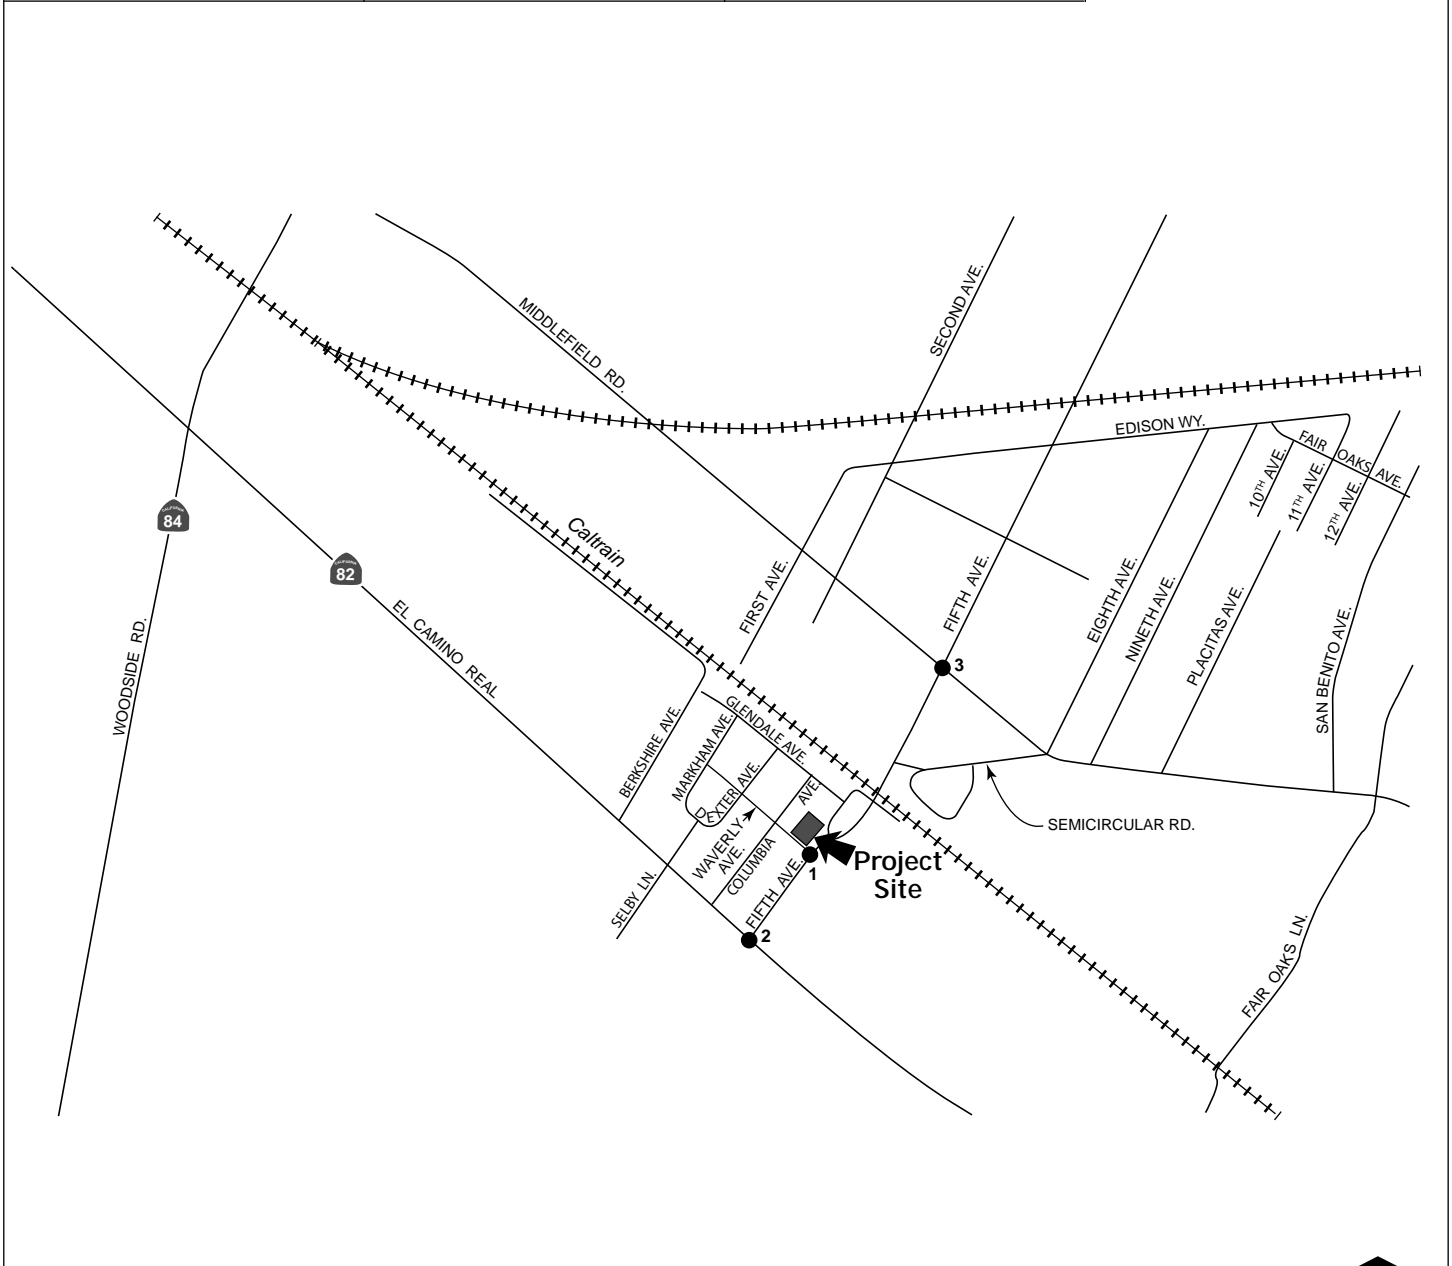 SECOND AVE.
MIDDLEFIELD RD.
EDISON WY.
FAIR OAKS AVE.
10TH AVE.
11TH AVE.
12TH AVE.
CALIFORNIA
84
Caltrain
CALIFORNIA
82
FIRST AVE.
FIFTH AVE.
EIGHTH AVE.
NINETH AVE.
PLACITAS AVE.
SAN BENITO AVE.
EL CAMINO REAL
WOODSIDE RD.
3
GLENDALE AVE.
BERKSHIRE AVE.
MARKHAM AVE.
DEXTER AVE.
AVE.
WAVERLY
AVE.
COLUMBIA
SEMICIRCULAR RD.
Project
Site
1
FIFTH AVE.
SELBY LN.
2
FAIR OAKS LN.